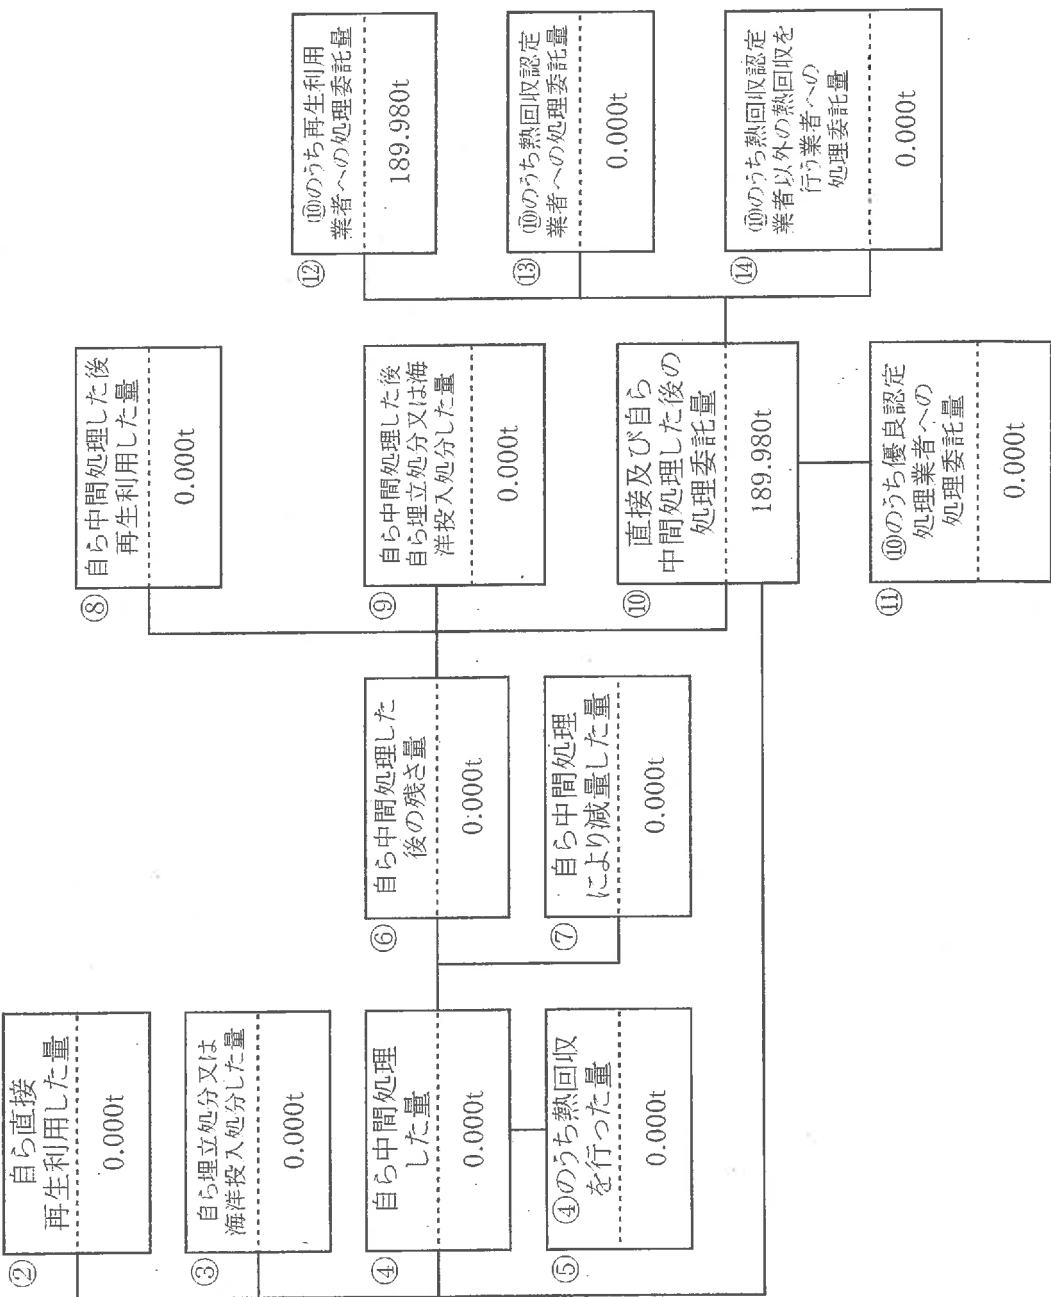 ②
自ら直接
再生利用した量
0.000t
③
自ら埋立処分又は
海洋投入処分した量
0.000t
④
自ら中間処理
した量
0.000t
⑤
④のうち熱回収
を行った量
0.000t
⑥
自ら中間処理した
後の残さ量
0.000t
⑦
自ら中間処理
により減量した量
0.000t
⑧
自ら中間処理した後
再生利用した量
0.000t
⑨
自ら中間処理した後
自ら埋立処分又は海
洋投入処分した量
0.000t
⑩
直接及び自ら
中間処理した後の
処理委託量
189.980t
⑪
⑩のうち優良認定
処理業者への
処理委託量
0.000t
⑫
⑩のうち再生利用
業者への処理委託量
189.980t
⑬
⑩のうち熱回収認定
業者への処理委託量
0.000t
⑭
⑩のうち熱回収認定
業者以外の熱回収を
行う業者への
処理委託量
0.000t